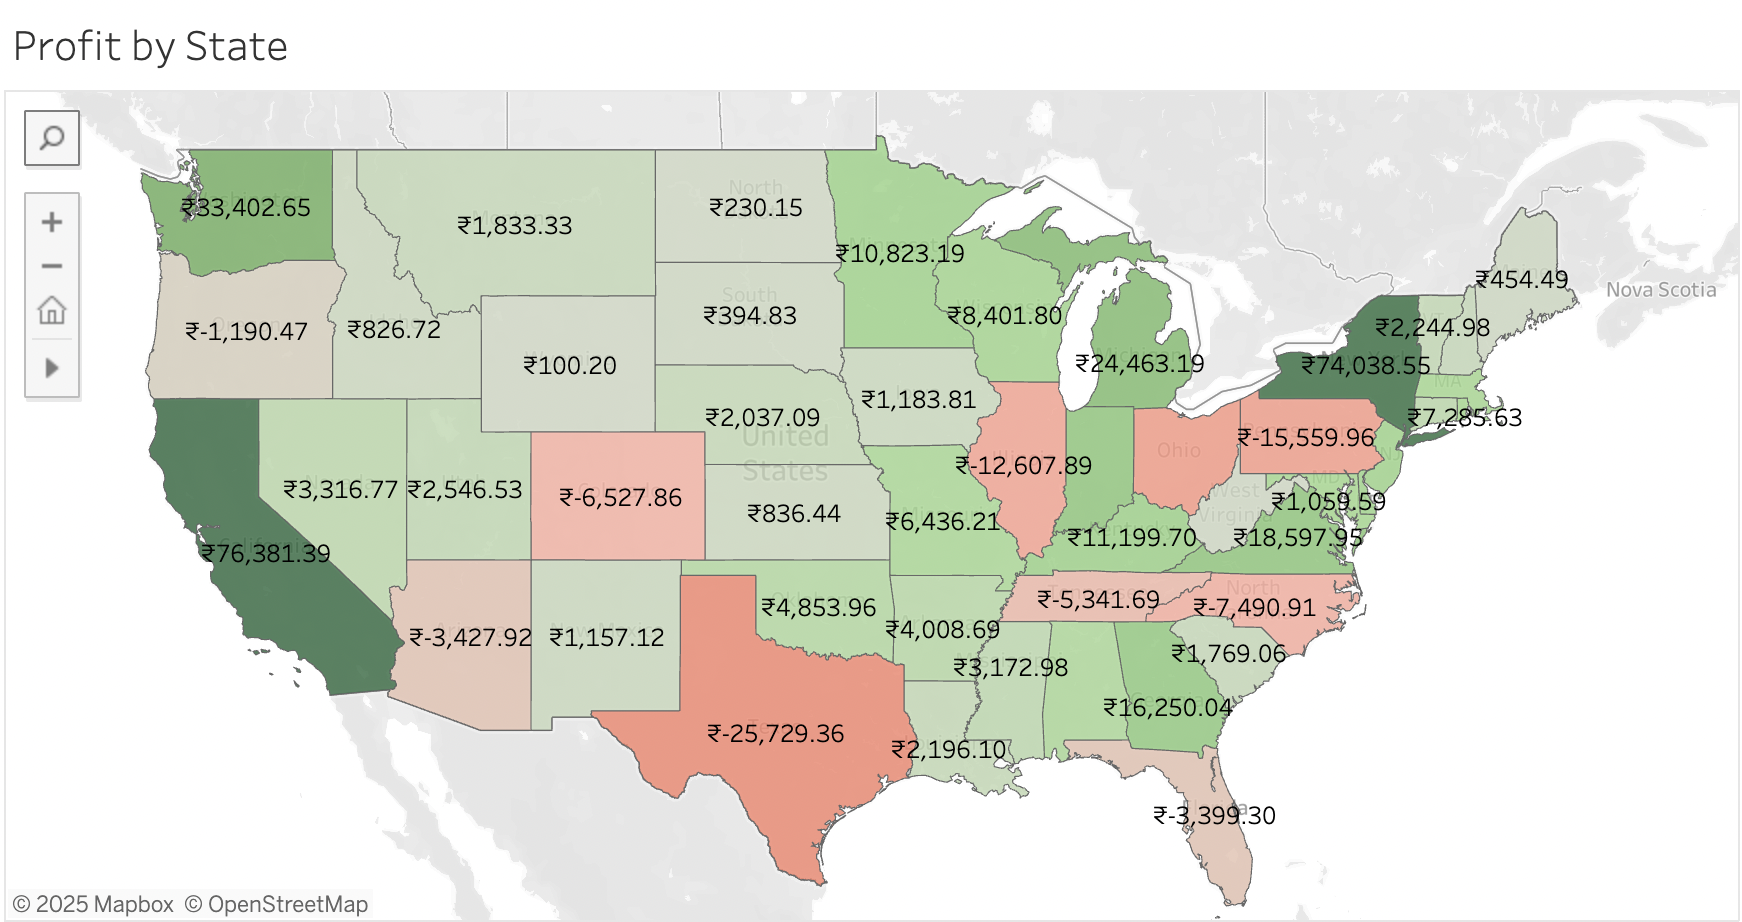 Profit by State
North
₹33,402.65
₹230.15
₹1,833.33
₹10,823.19
₹454.49
Nova Scotia
South
₹394.83
Wisconsin
₹8,401.80
₹-1,190.47
₹826.72
₹2,244.98
₹100.20
₹24,463.19
₹74,038.55
MA
₹1,183.81
₹2,037.09
₹7,285.63
United
States
₹-15,559.96
Ohio
NJ
₹-12,607.89
MD
₹3,316.77
₹2,546.53
₹-6,527.86
West
Virginia
₹1,059.59
₹836.44
₹6,436.21
₹11,199.70
₹18,597.95
₹76,381.39
North
₹-5,341.69
₹-7,490.91
₹4,853.96
₹4,008.69
₹-3,427.92
₹1,157.12
₹3,172.98
₹1,769.06
₹16,250.04
₹-25,729.36
₹2,196.10
₹-3,399.30
© 2025 Mapbox © OpenStreetMap